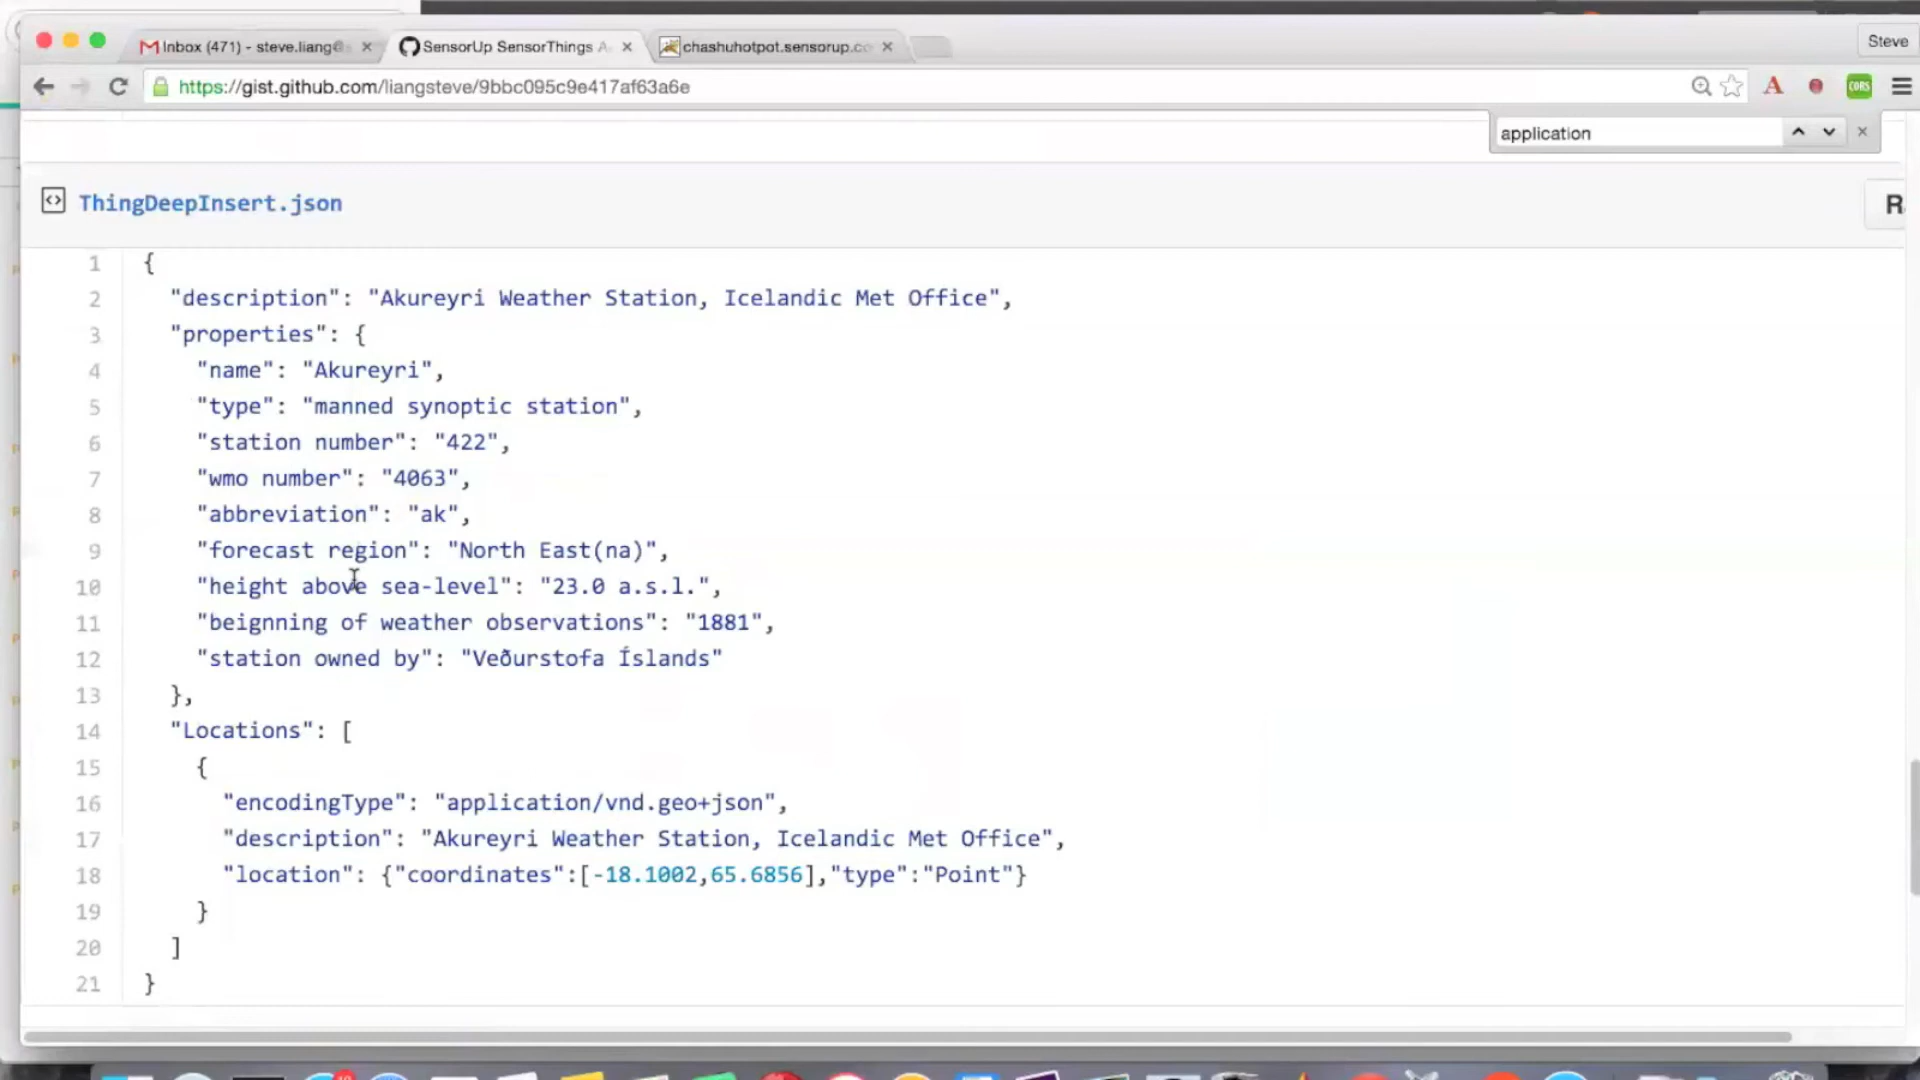 Inbox (471) - steve.liang@
SensorUp SensorThings A
chashuhotpot.sensorup.co
Steve
https://gist.github.com/liangsteve/9bbc095c9e417af63a6e
A
CORS
application
ThingDeepInsert.json
R
1 {
2 "description": "Akureyri Weather Station, Icelandic Met Office",
3 "properties": {
4 "name": "Akureyri",
5 "type": "manned synoptic station",
6 "station number": "422",
7 "wmo number": "4063",
8 "abbreviation": "ak",
9 "forecast region": "North East(na)",
10 "height above sea-level": "23.0 a.s.l.",
11 "beignning of weather observations": "1881",
12 "station owned by": "Veðurstofa Íslands"
13 },
14 "Locations": [
15 {
16 "encodingType": "application/vnd.geo+json",
17 "description": "Akureyri Weather Station, Icelandic Met Office",
18 "location": {"coordinates":[-18.1002,65.6856],"type":"Point"}
19 }
20 ]
21 }